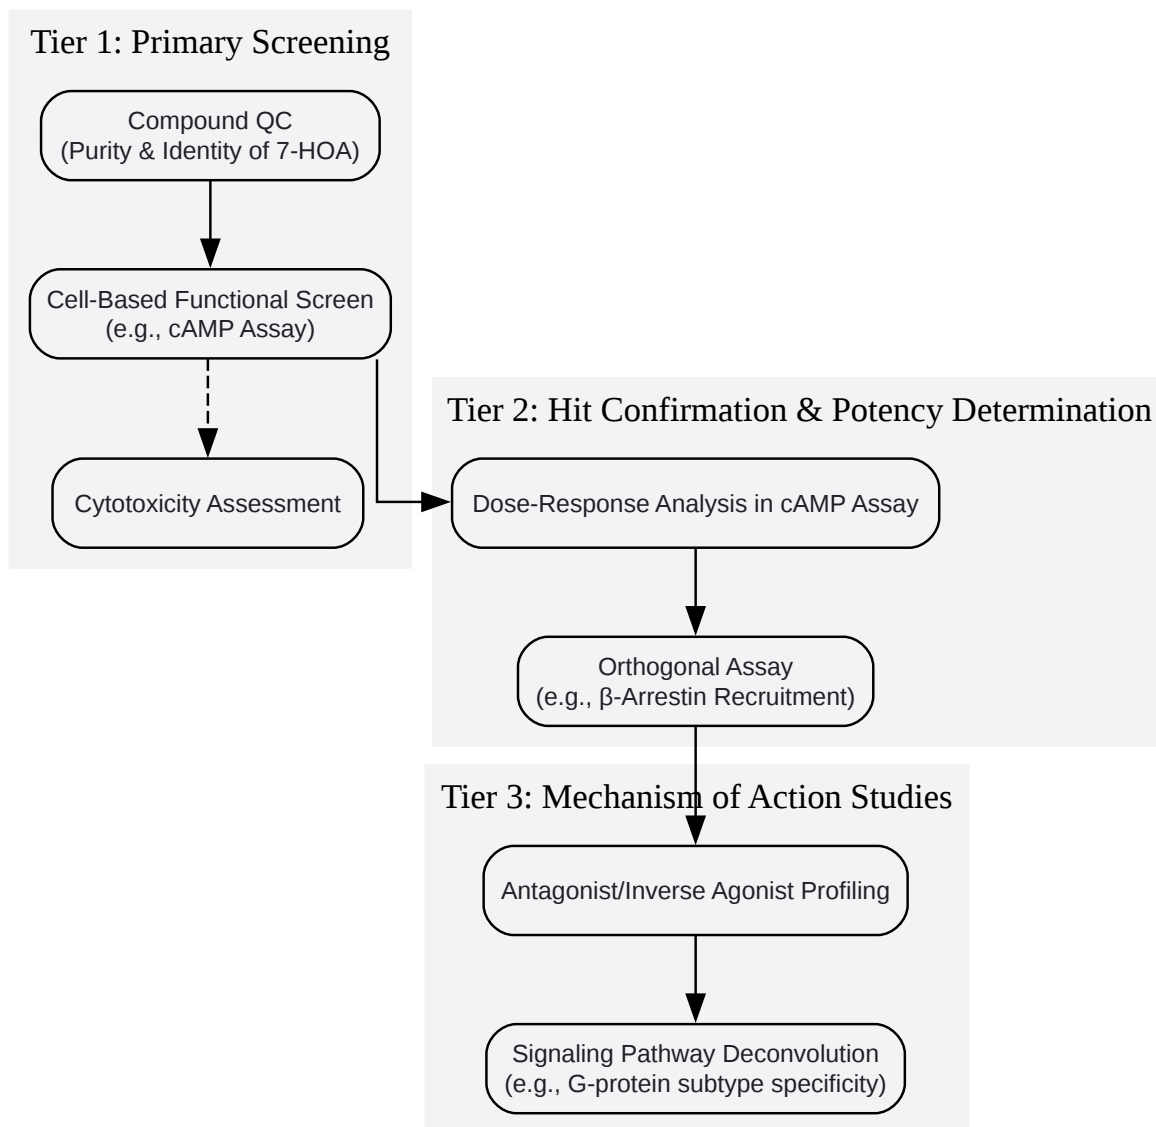 Tier 1: Primary Screening
Compound QC
(Purity & Identity of 7-HOA)
Cell-Based Functional Screen
(e.g., cAMP Assay)
Cytotoxicity Assessment
Tier 2: Hit Confirmation & Potency Determination
Dose-Response Analysis in cAMP Assay
Orthogonal Assay
(e.g., β-Arrestin Recruitment)
Tier 3: Mechanism of Action Studies
Antagonist/Inverse Agonist Profiling
Signaling Pathway Deconvolution
(e.g., G-protein subtype specificity)